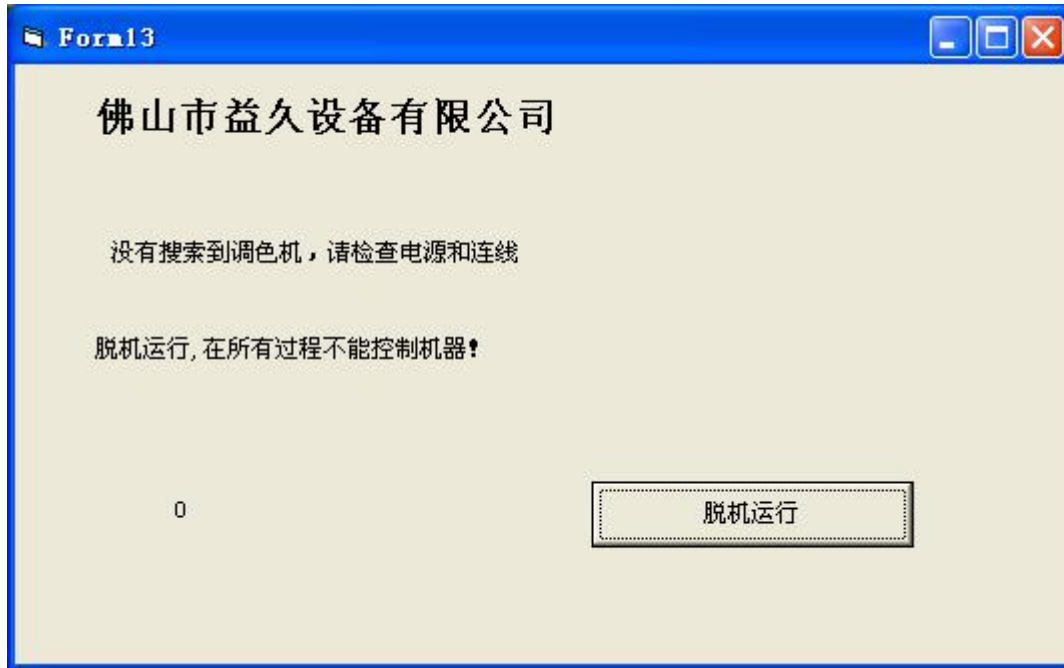 Form13
佛山市益久设备有限公司
没有搜索到调色机，请检查电源和连线
脱机运行,在所有过程不能控制机器!
0
脱机运行